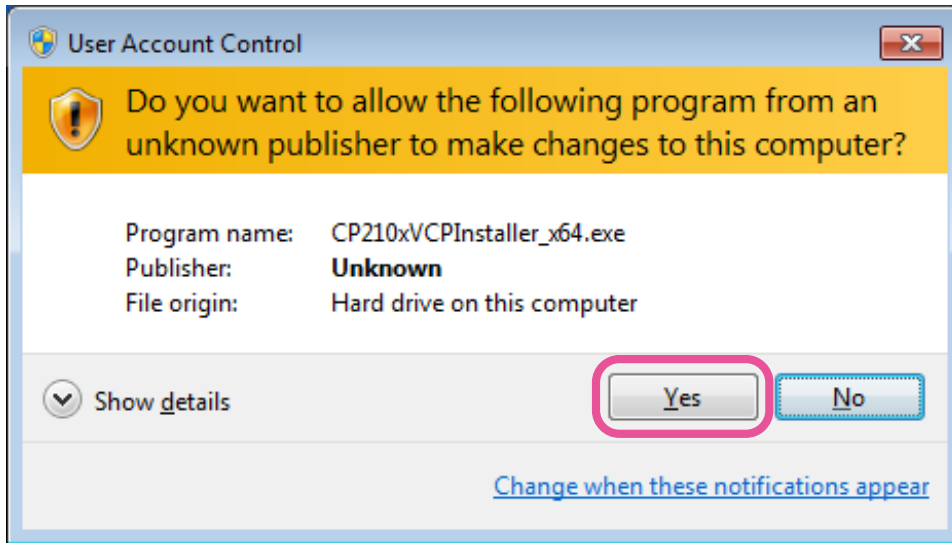 User Account Control
Do you want to allow the following program from an
unknown publisher to make changes to this computer?
Program name: CP210xVCPInstaller_x64.exe
Publisher: Unknown
File origin: Hard drive on this computer
Show details Yes No
Change when these notifications appear